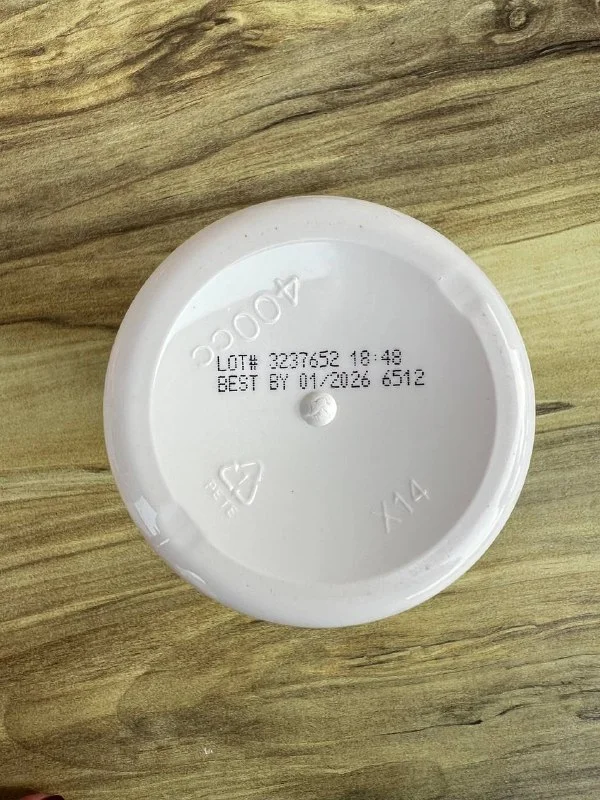 400cc
LOT# 3237652 18:48
BEST BY 01/2026 6512
PETE
X14